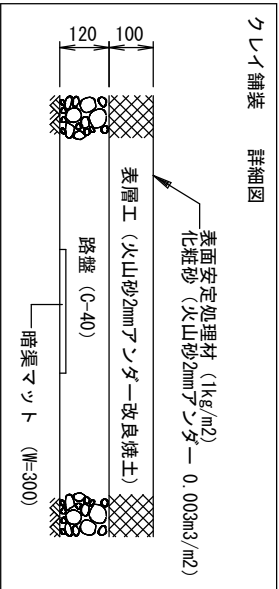 クレイ舗装　詳細図
表面安定処理材 (1kg/m2)
化粧砂 (火山砂2mmアンダー 0.003m3/m2)
表層工 (火山砂2mmアンダー改良焼土)
路盤 (C-40)
暗渠マット (W=300)
100
120